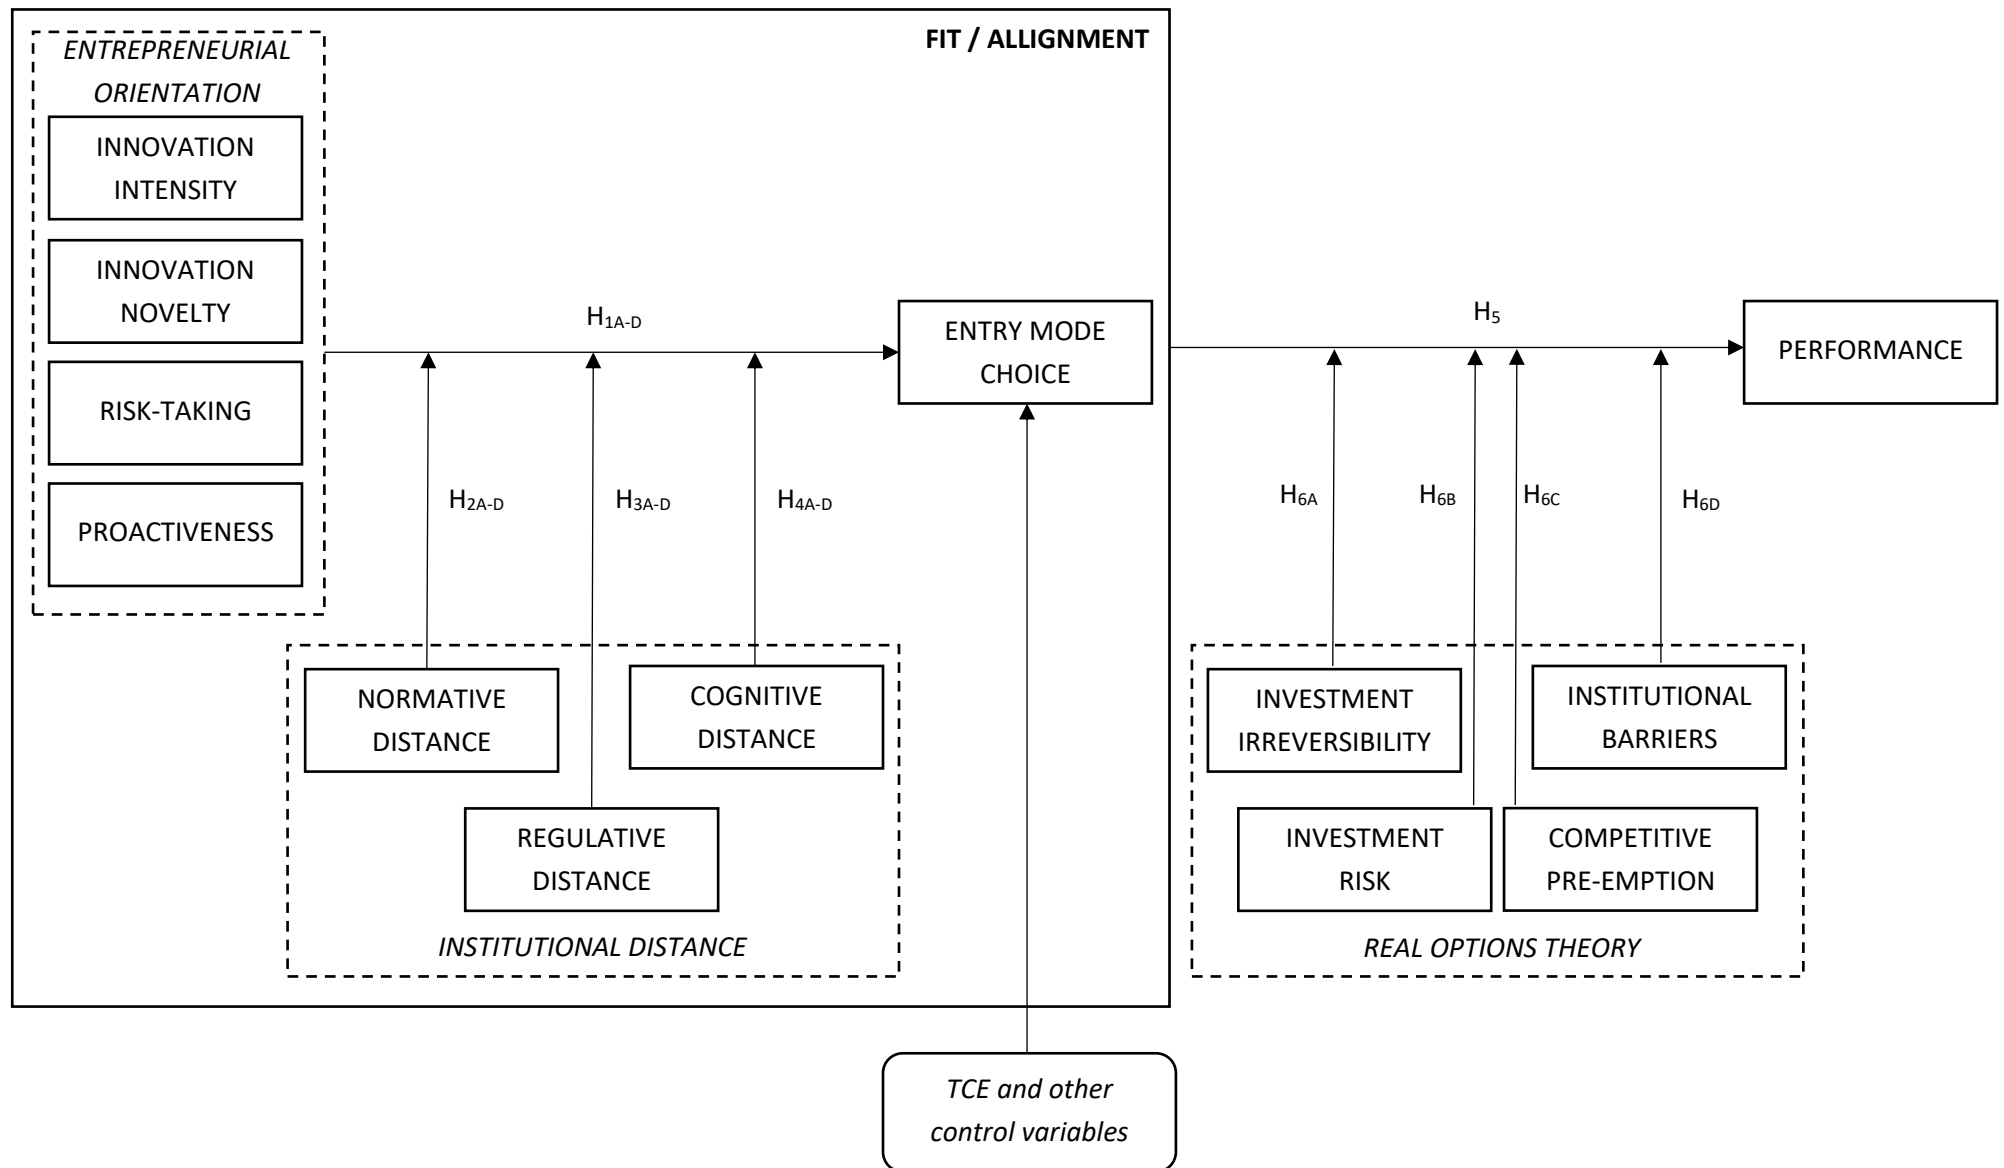 FIT / ALLIGNMENT
ENTREPRENEURIAL
ORIENTATION
INNOVATION
INTENSITY
INNOVATION
NOVELTY
RISK-TAKING
PROACTIVENESS
H1A-D
ENTRY MODE
CHOICE
H5
PERFORMANCE
H2A-D
H3A-D
H4A-D
H6A
H6B
H6C
H6D
NORMATIVE
DISTANCE
COGNITIVE
DISTANCE
REGULATIVE
DISTANCE
INSTITUTIONAL DISTANCE
INVESTMENT
IRREVERSIBILITY
INSTITUTIONAL
BARRIERS
INVESTMENT
RISK
COMPETITIVE
PRE-EMPTION
REAL OPTIONS THEORY
TCE and other
control variables